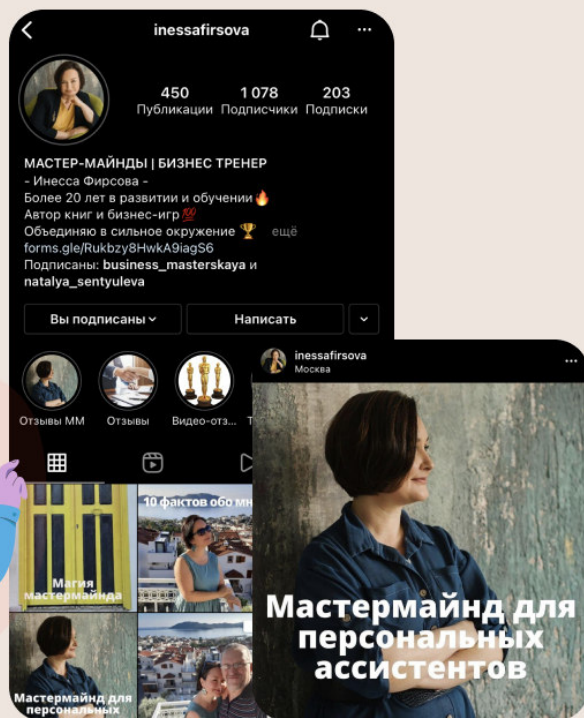 inessafirsova
450 1 078 203
Публикации Подписчики Подписки
МАСТЕР-МАЙНДЫ | БИЗНЕС ТРЕНЕР
- Инесса Фирсова -
Более 20 лет в развитии и обучении🔥
Автор книг и бизнес-игр💯
Объединяю в сильное окружение 🏆 ещё
forms.gle/Rukbzy8HwkA9iagS6
Подписаны: business_masterskaya и
natalya_sentyuleva
Вы подписаны
Написать
Отзывы ММ Отзывы Видео-отз...
Магия
мастермайнда
10 фактов обо
Мастермайнд для
персональных
inessafirsova
Москва
Мастермайнд для
персональных
ассистентов